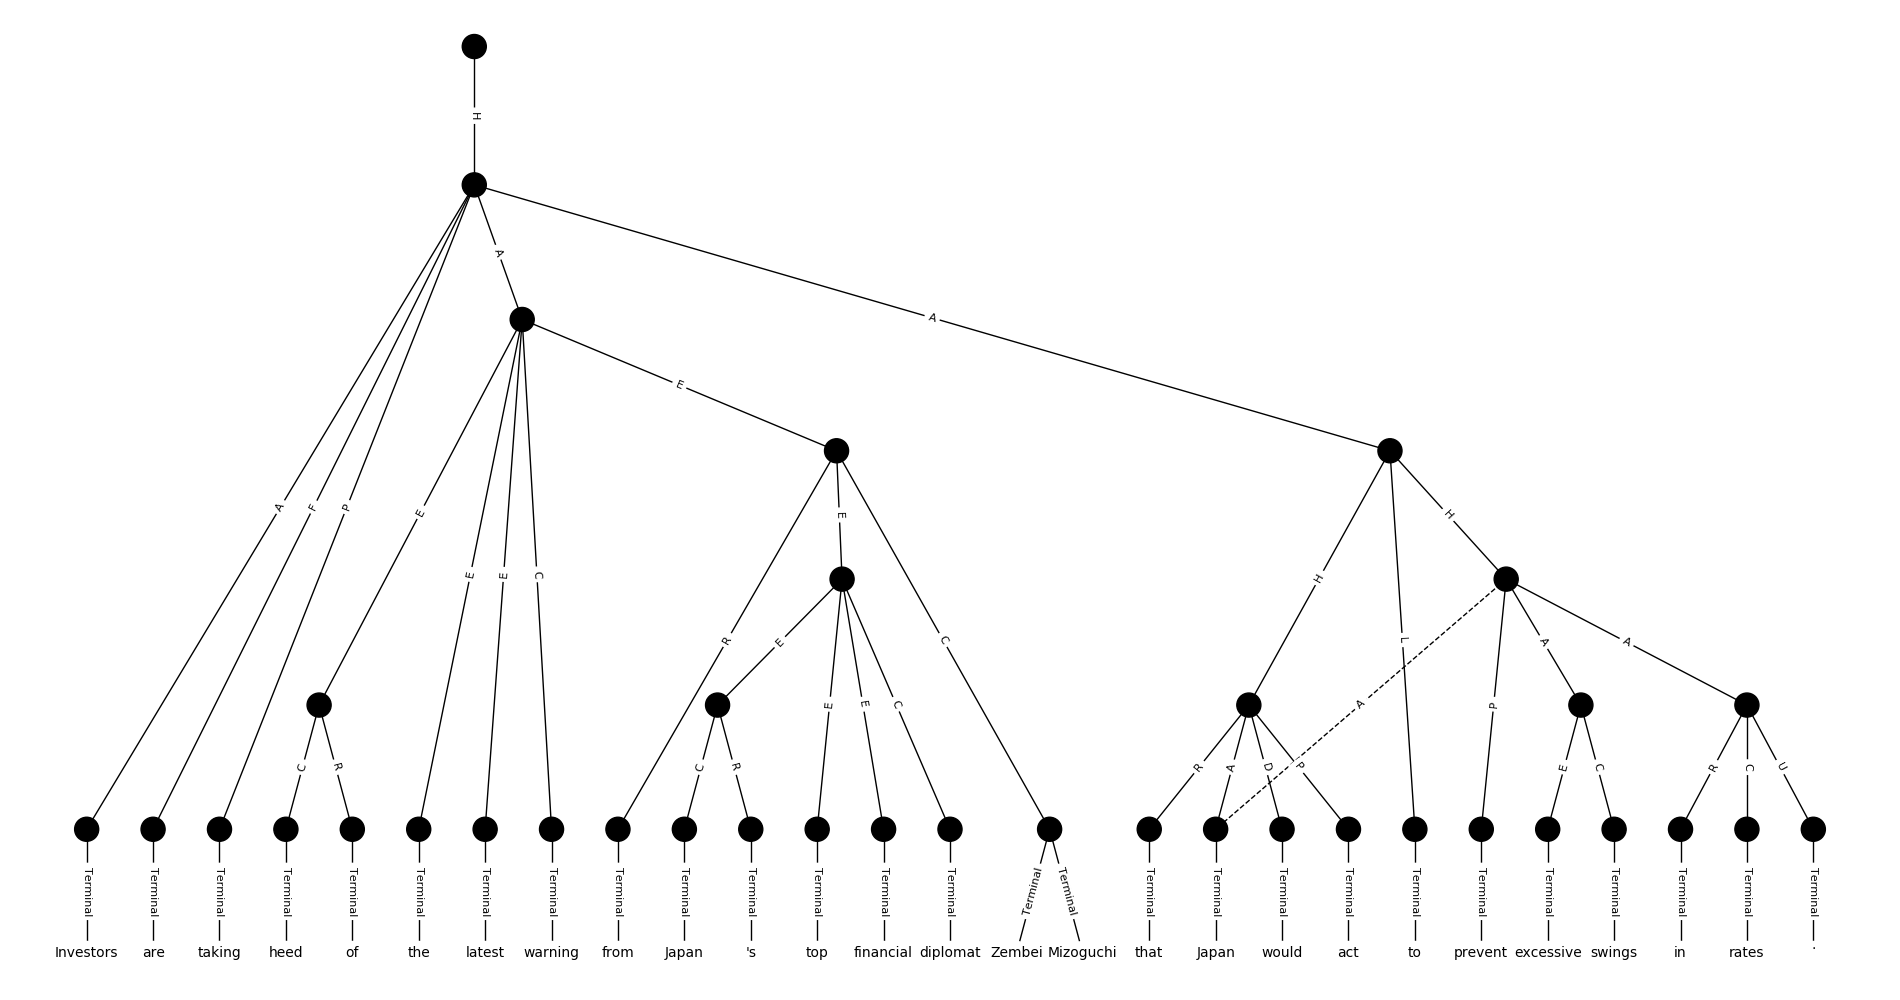 H
A
A
E
A F P E E H H
E E C
R E C L A A
E E C A P
C R C R R A D P E C R C U
Terminal Terminal Terminal Terminal Terminal Terminal Terminal Terminal Terminal Terminal Terminal Terminal Terminal Terminal Terminal Terminal Terminal Terminal Terminal Terminal Terminal Terminal Terminal Terminal Terminal Terminal Terminal
Investors are taking heed of the latest warning from Japan 's top financial diplomat Zembei Mizoguchi that Japan would act to prevent excessive swings in rates .